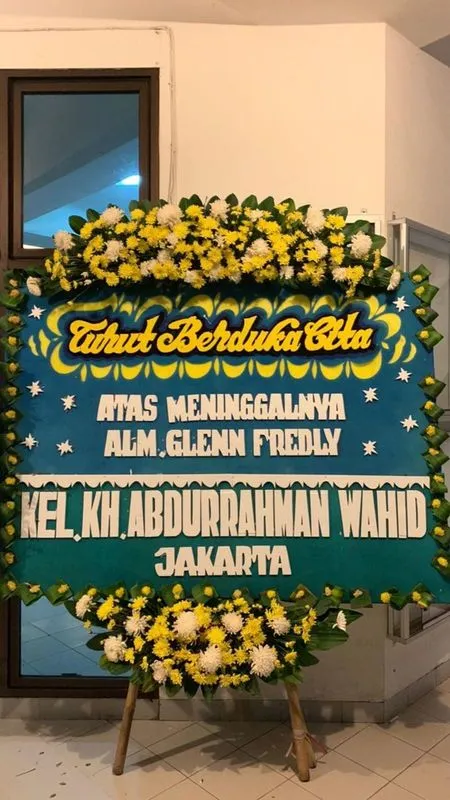 Turut Berduka Cita
ATAS MENINGGALNYA
ALM.GLENN FREDLY
KEL.KH.ABDURRAHMAN WAHID
JAKARTA